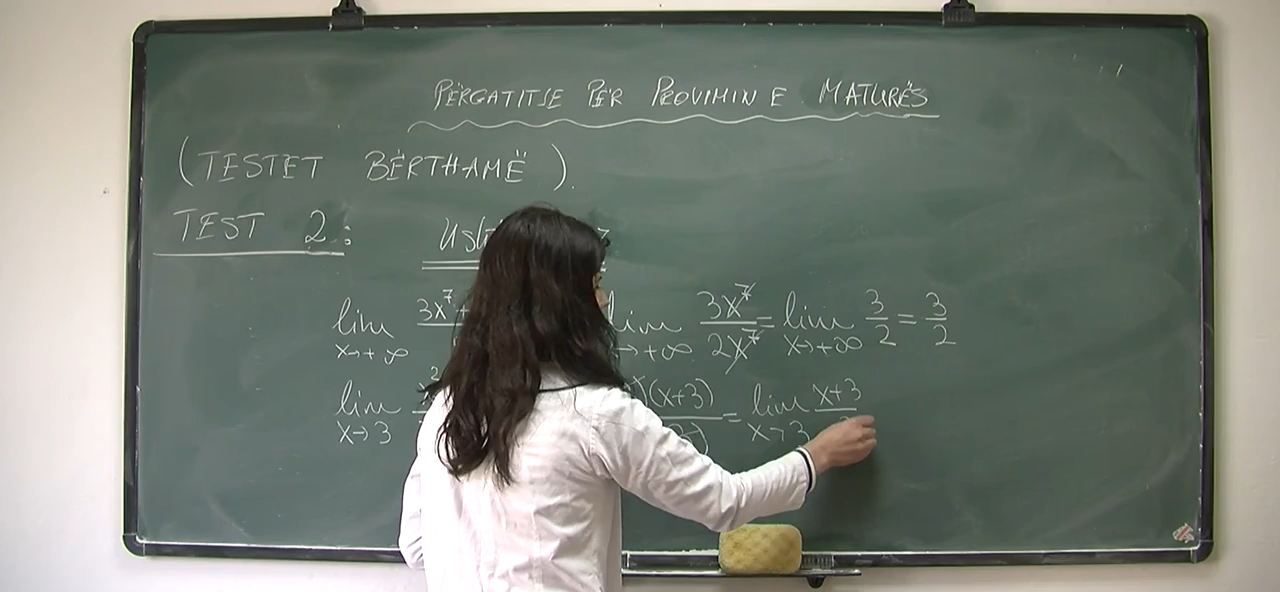 PËRGATITJE PËR PROVIMIN E MATURËS
(TESTET BËRTHAMË).
TEST 2:
lim x→+∞ 3x⁷+ lim →+∞ 3x⁷/2x⁷ = lim x→+∞ 3/2 = 3/2
lim x→3 )(x+3) = lim x→3 x+3